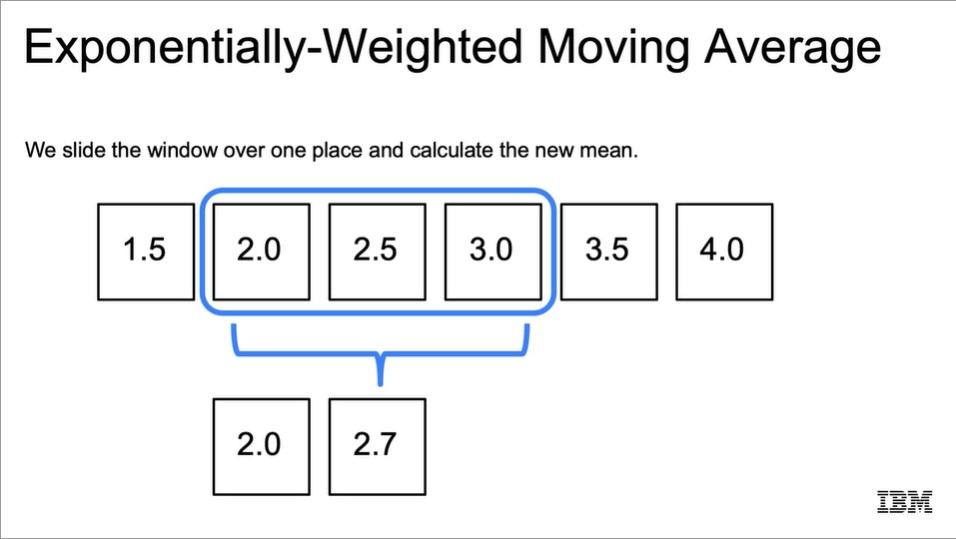 Exponentially-Weighted Moving Average
We slide the window over one place and calculate the new mean.
1.5 2.0 2.5 3.0 3.5 4.0
2.0 2.7
IBM